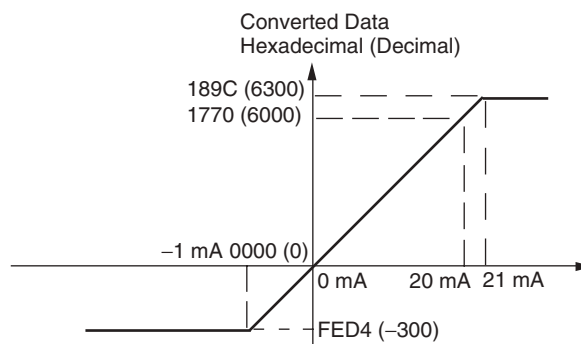 Converted Data
Hexadecimal (Decimal)
189C (6300)
1770 (6000)
−1 mA 0000 (0)
0 mA
20 mA
21 mA
FED4 (−300)